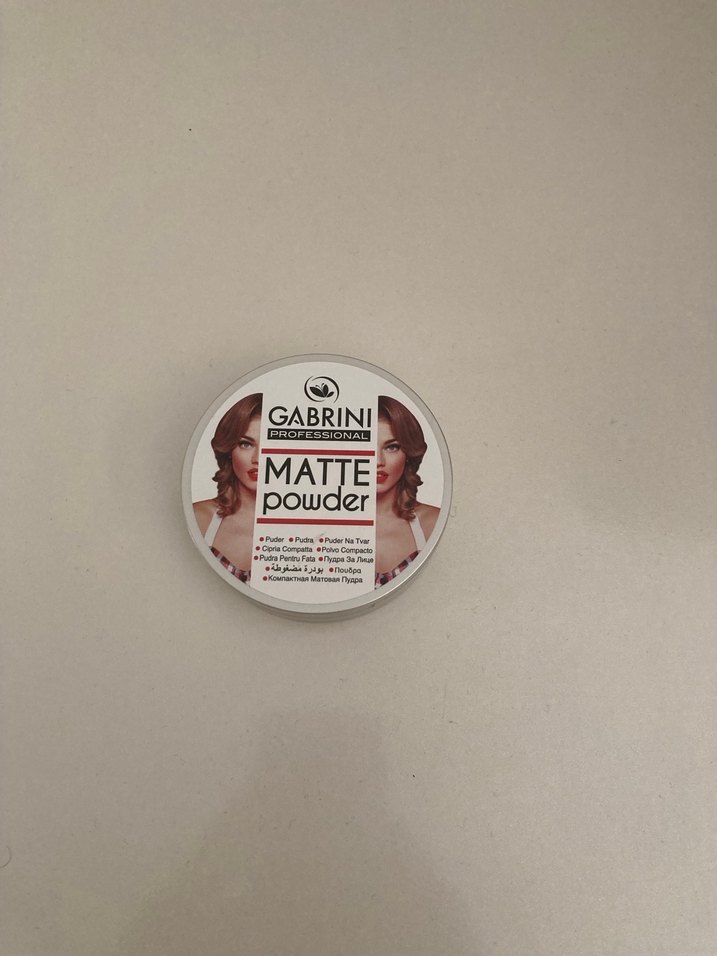 GABRINI
PROFESSIONAL
MATTE
powder
• Puder • Pudra • Puder Na Tvar
• Cipria Compatta • Polvo Compacto
• Pudra Pentru Fata • Пудра За Лице
• بودرة مضغوطة • Πουδρα
• Компактная Матовая Пудра